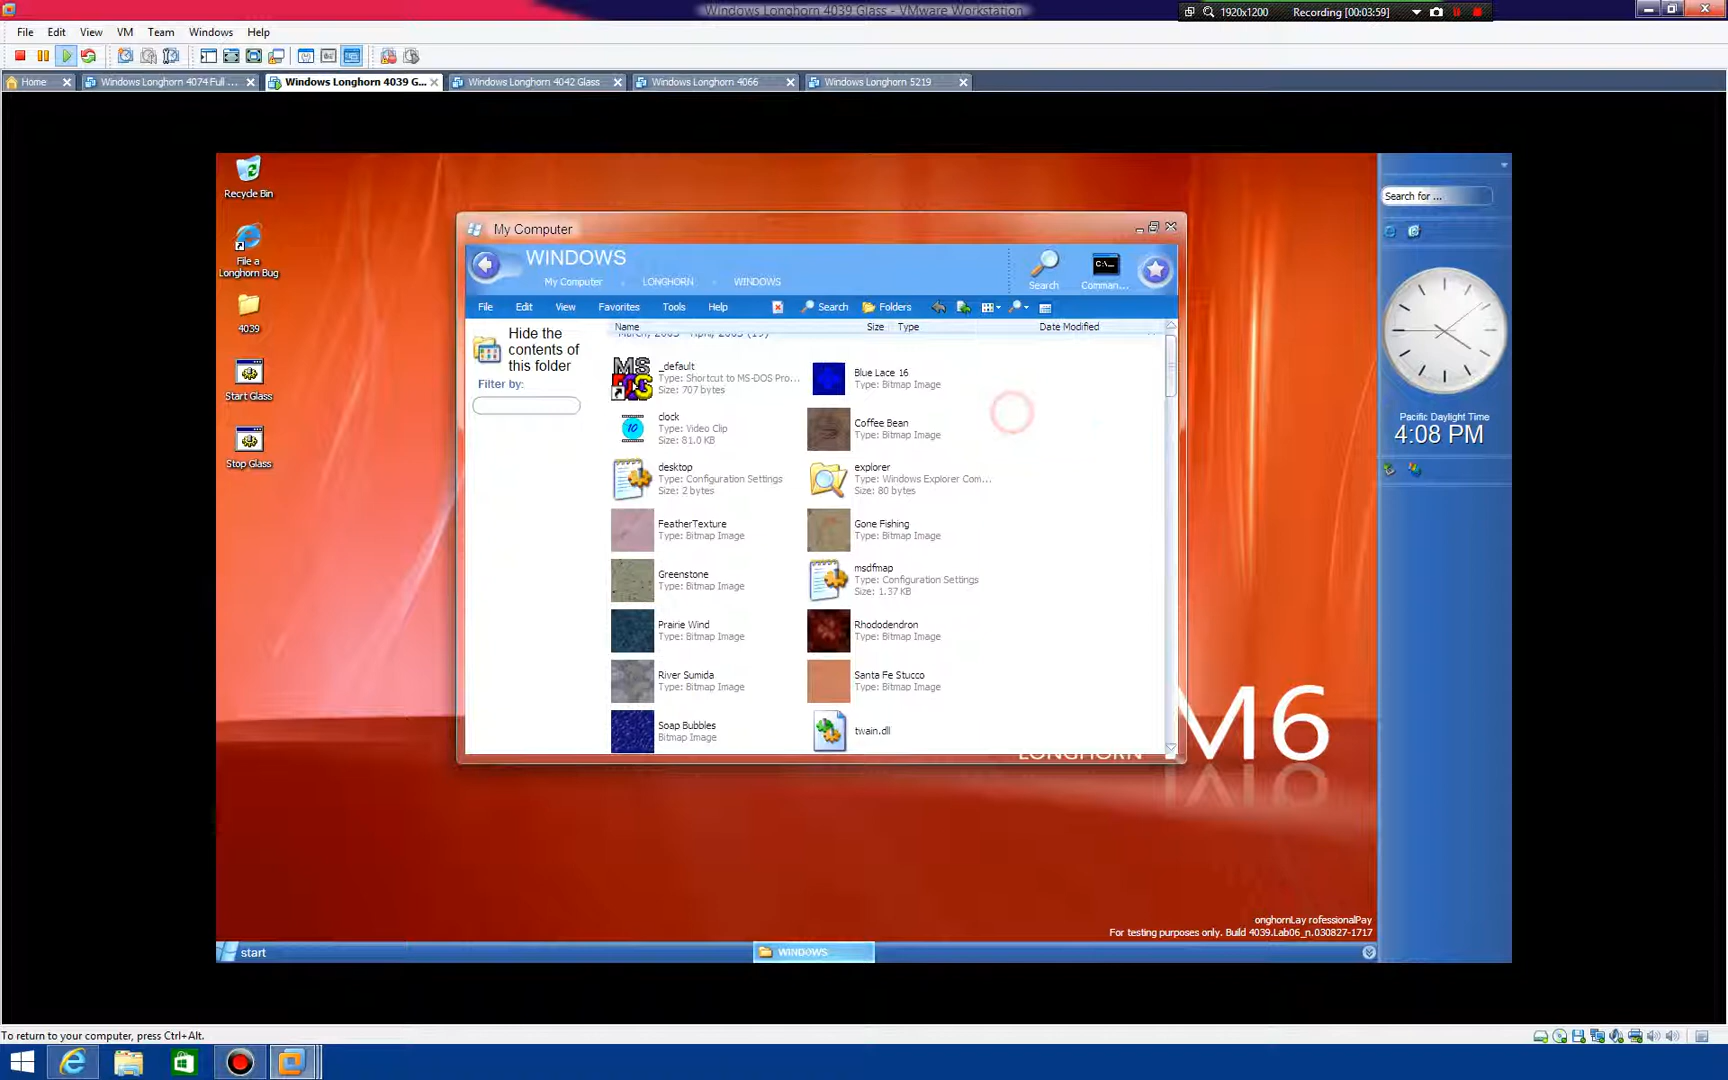 Windows Longhorn 4039 Glass - VMware Workstation
1920x1200
Recording [00:03:59]
File Edit View VM Team Windows Help
Home
Windows Longhorn 4074 Full ...
Windows Longhorn 4039 G...
Windows Longhorn 4042 Glass
Windows Longhorn 4066
Windows Longhorn 5219
Recycle Bin
File a
Longhorn Bug
4039
Start Glass
Stop Glass
My Computer
WINDOWS
My Computer LONGHORN WINDOWS
Search
C:\_
Comman...
File Edit View Favorites Tools Help
Search Folders
Hide the
contents of
this folder
Filter by:
Name Size Type Date Modified
March, 2003 - April, 2003 (19)
_default
Type: Shortcut to MS-DOS Pro...
Size: 707 bytes
Blue Lace 16
Type: Bitmap Image
clock
Type: Video Clip
Size: 81.0 KB
Coffee Bean
Type: Bitmap Image
desktop
Type: Configuration Settings
Size: 2 bytes
explorer
Type: Windows Explorer Com...
Size: 80 bytes
FeatherTexture
Type: Bitmap Image
Gone Fishing
Type: Bitmap Image
Greenstone
Type: Bitmap Image
msdfmap
Type: Configuration Settings
Size: 1.37 KB
Prairie Wind
Type: Bitmap Image
Rhododendron
Type: Bitmap Image
River Sumida
Type: Bitmap Image
Santa Fe Stucco
Type: Bitmap Image
Soap Bubbles
Bitmap Image
twain.dll
LONGHORN
M6
Search for ...
Pacific Daylight Time
4:08 PM
onghornLay rofessionalPay
For testing purposes only. Build 4039.Lab06_n.030827-1717
start
WINDOWS
To return to your computer, press Ctrl+Alt.